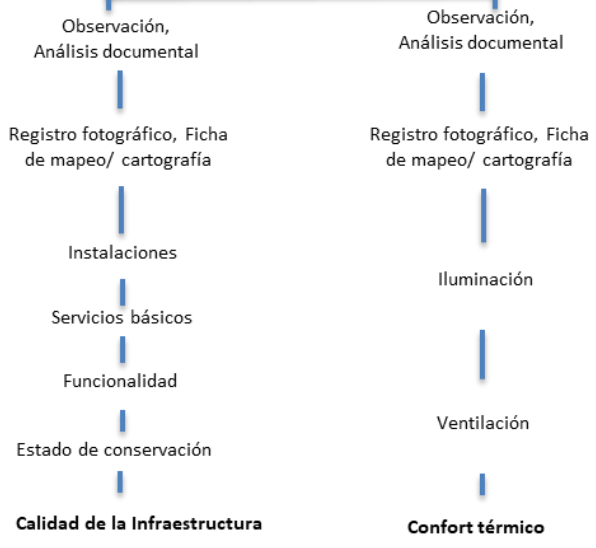 Observación,
Análisis documental
Registro fotográfico, Ficha
de mapeo/ cartografía
Instalaciones
Servicios básicos
Funcionalidad
Estado de conservación
Calidad de la Infraestructura
Observación,
Análisis documental
Registro fotográfico, Ficha
de mapeo/ cartografía
Iluminación
Ventilación
Confort térmico